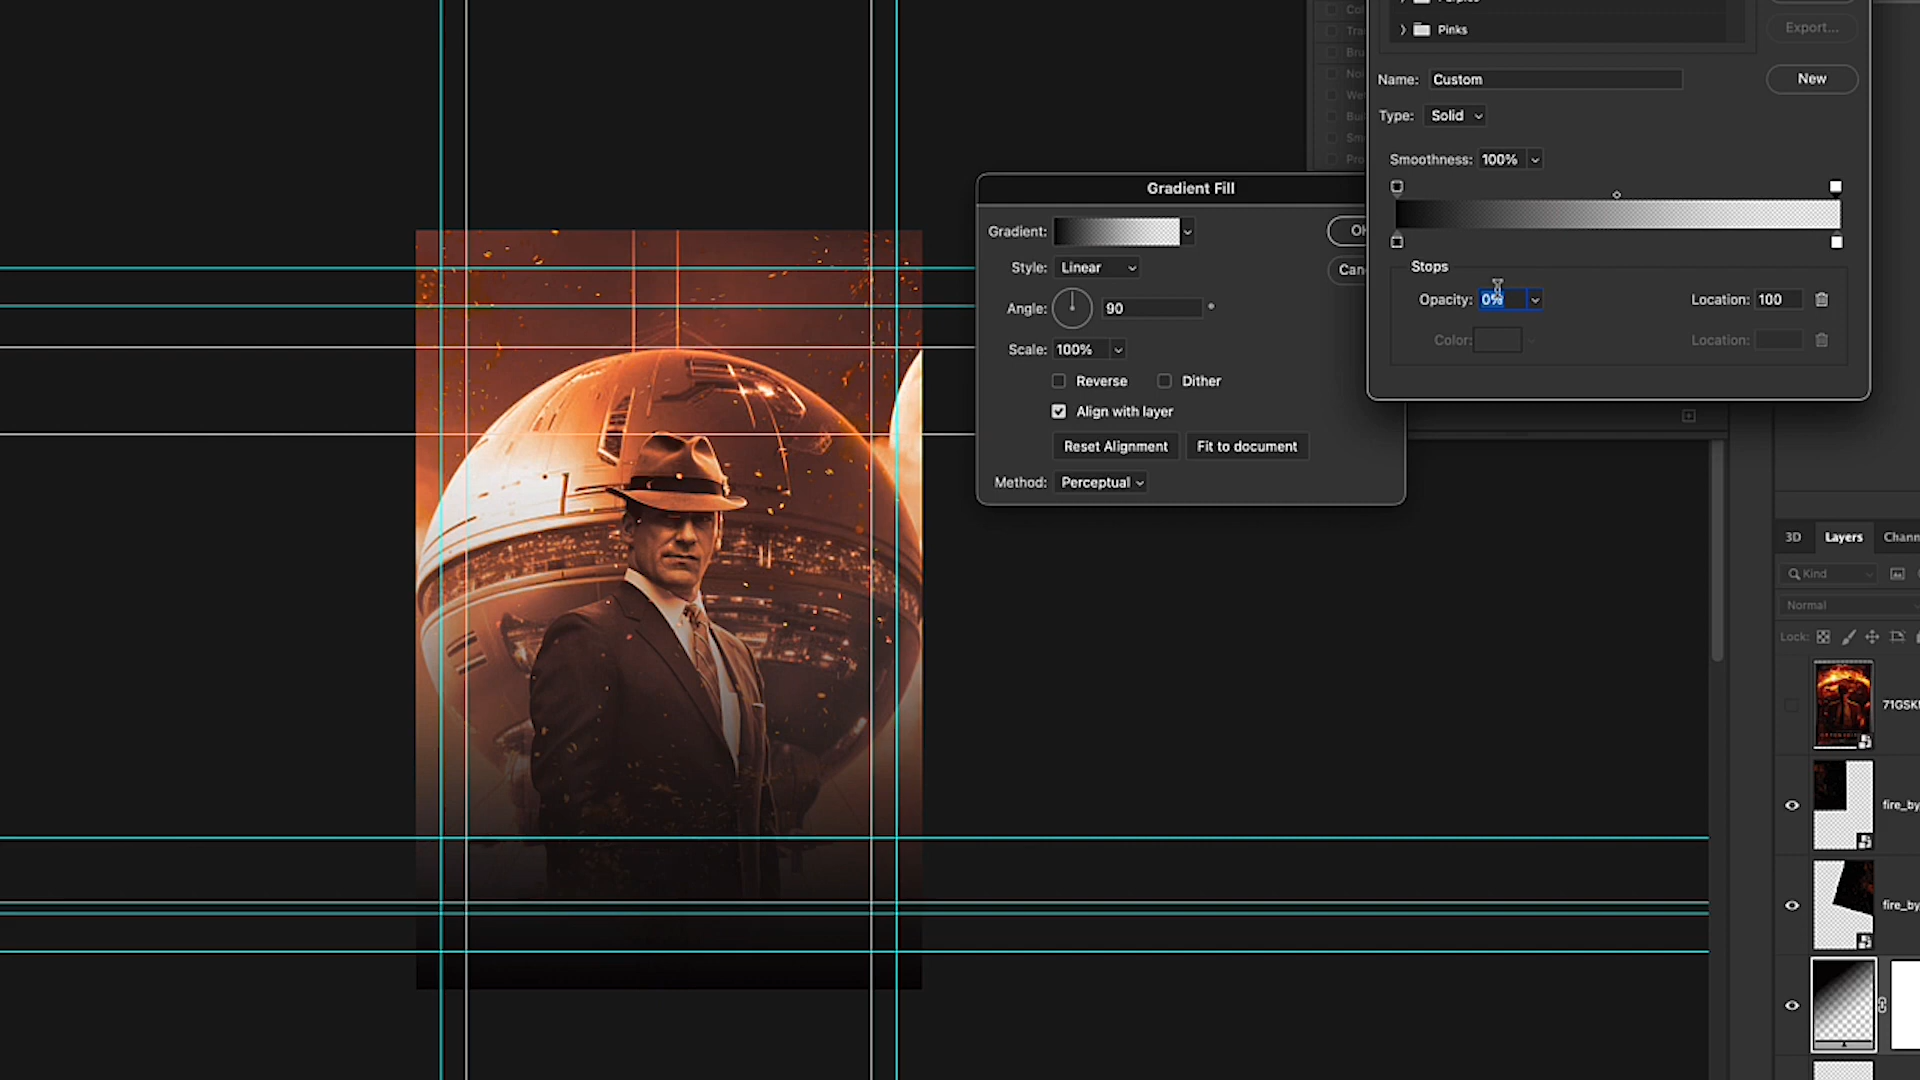 Pinks
Export...
Name: Custom
New
Type: Solid
Smoothness: 100%
Gradient Fill
Gradient:
Style: Linear
Angle: 90 °
Scale: 100%
Reverse Dither
Align with layer
Reset Alignment Fit to document
Method: Perceptual
Stops
Opacity: 0% Location: 100
Color: Location:
3D Layers
Kind
Normal
Lock: